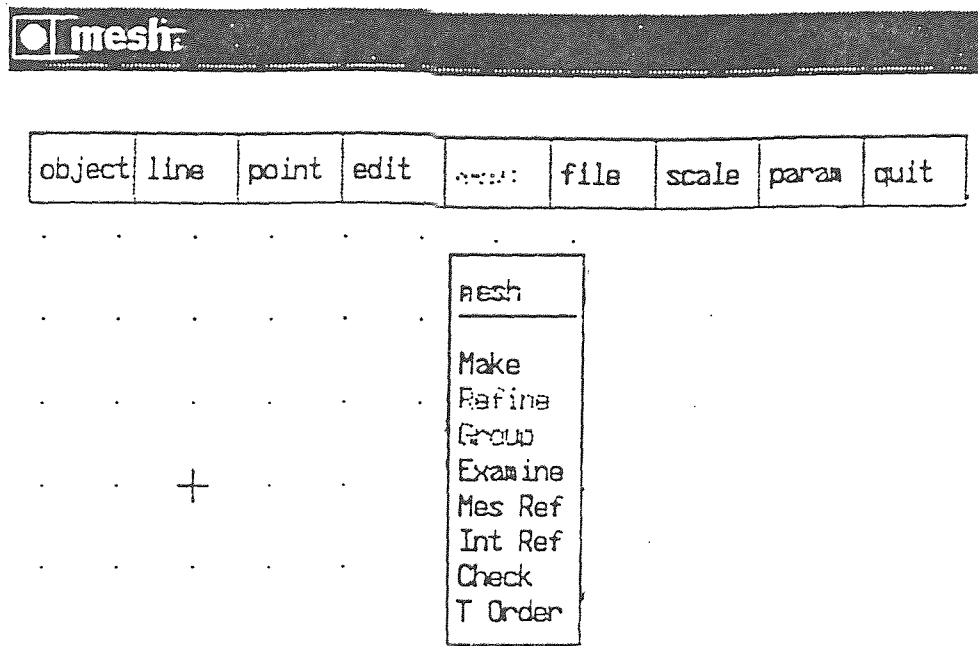 mesh
object line point edit file scale param quit
mesh
Make
Refine
Group
Examine
Mes Ref
Int Ref
Check
T Order